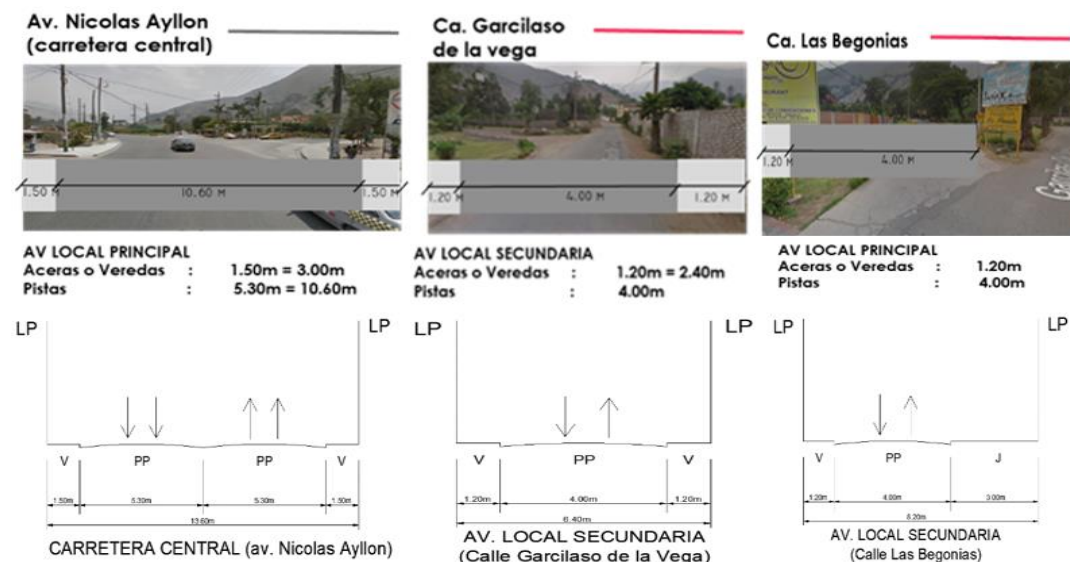 Av. Nicolas Ayllon
(carretera central)
1.50 M
10.60 M
1.50 M
AV LOCAL PRINCIPAL
Aceras o Veredas : 1.50m = 3.00m
Pistas : 5.30m = 10.60m
Ca. Garcilaso
de la vega
1.20 M
4.00 M
1.20 M
AV LOCAL SECUNDARIA
Aceras o Veredas : 1.20m = 2.40m
Pistas : 4.00m
Ca. Las Begonias
1.20 M
4.00 M
AV LOCAL PRINCIPAL
Aceras o Veredas : 1.20m
Pistas : 4.00m
LP LP
V PP PP V
1.50m 5.30m 5.30m 1.50m
13.60m
CARRETERA CENTRAL (av. Nicolas Ayllon)
LP LP
V PP V
1.20m 4.00m 1.20m
6.40m
AV. LOCAL SECUNDARIA
(Calle Garcilaso de la Vega)
LP LP
V PP J
1.20m 4.00m 3.00m
8.20m
AV. LOCAL SECUNDARIA
(Calle Las Begonias)